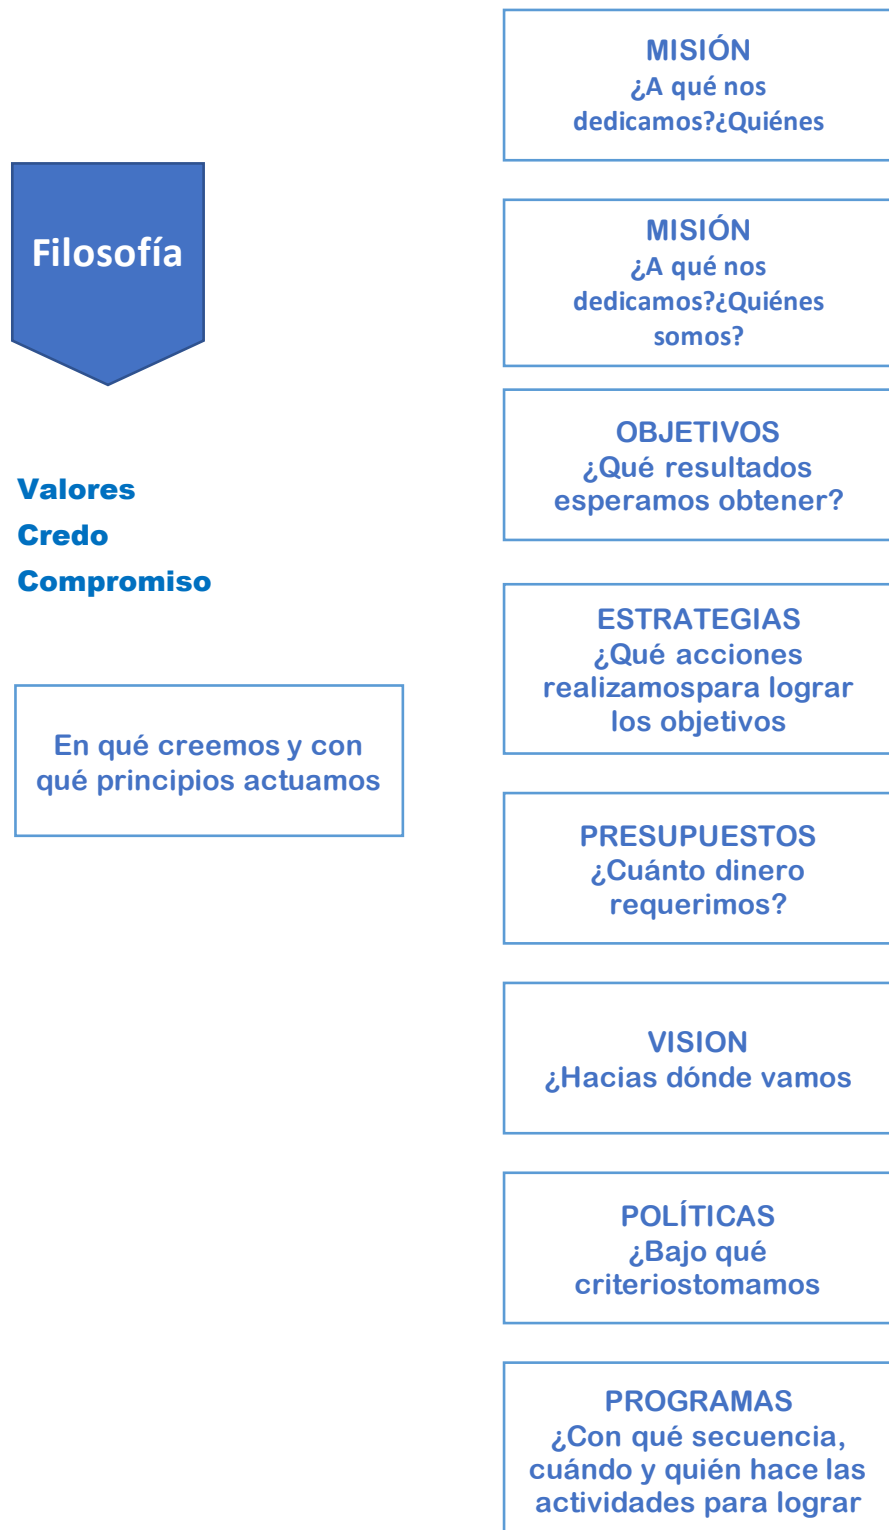 Filosofía
Valores
Credo
Compromiso
En qué creemos y con
qué principios actuamos
MISIÓN
¿A qué nos
dedicamos?¿Quiénes
MISIÓN
¿A qué nos
dedicamos?¿Quiénes
somos?
OBJETIVOS
¿Qué resultados
esperamos obtener?
ESTRATEGIAS
¿Qué acciones
realizamospara lograr
los objetivos
PRESUPUESTOS
¿Cuánto dinero
requerimos?
VISION
¿Hacias dónde vamos
POLÍTICAS
¿Bajo qué
criteriostomamos
PROGRAMAS
¿Con qué secuencia,
cuándo y quién hace las
actividades para lograr